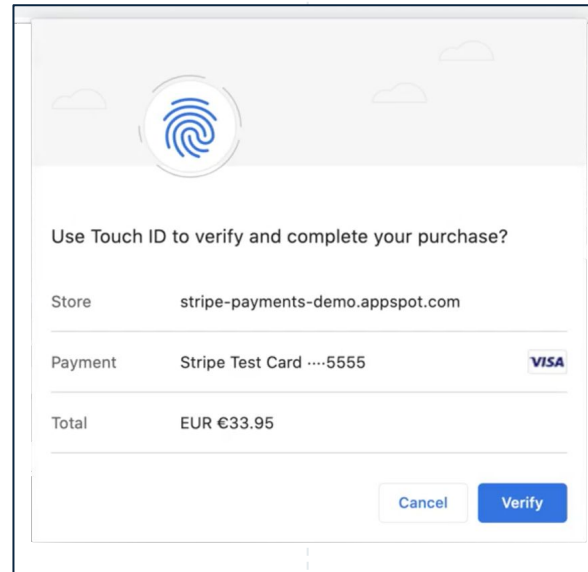 Use Touch ID to verify and complete your purchase?
Store stripe-payments-demo.appspot.com
Payment Stripe Test Card ····5555 VISA
Total EUR €33.95
Cancel Verify